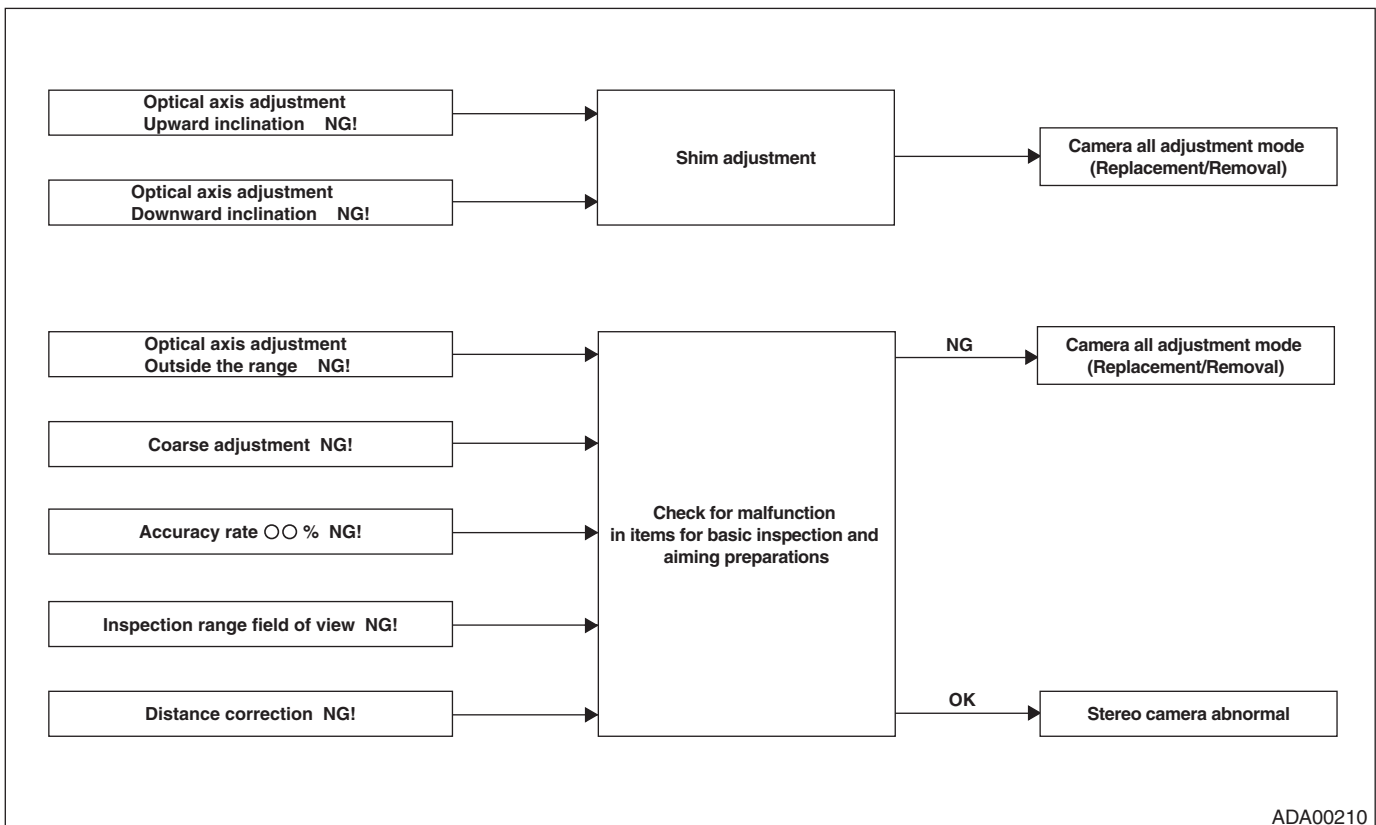 Optical axis adjustment
Upward inclination NG!
Optical axis adjustment
Downward inclination NG!
Shim adjustment
Camera all adjustment mode
(Replacement/Removal)
Optical axis adjustment
Outside the range NG!
Coarse adjustment NG!
Accuracy rate ○○ % NG!
Inspection range field of view NG!
Distance correction NG!
Check for malfunction
in items for basic inspection and
aiming preparations
NG
Camera all adjustment mode
(Replacement/Removal)
OK
Stereo camera abnormal
ADA00210